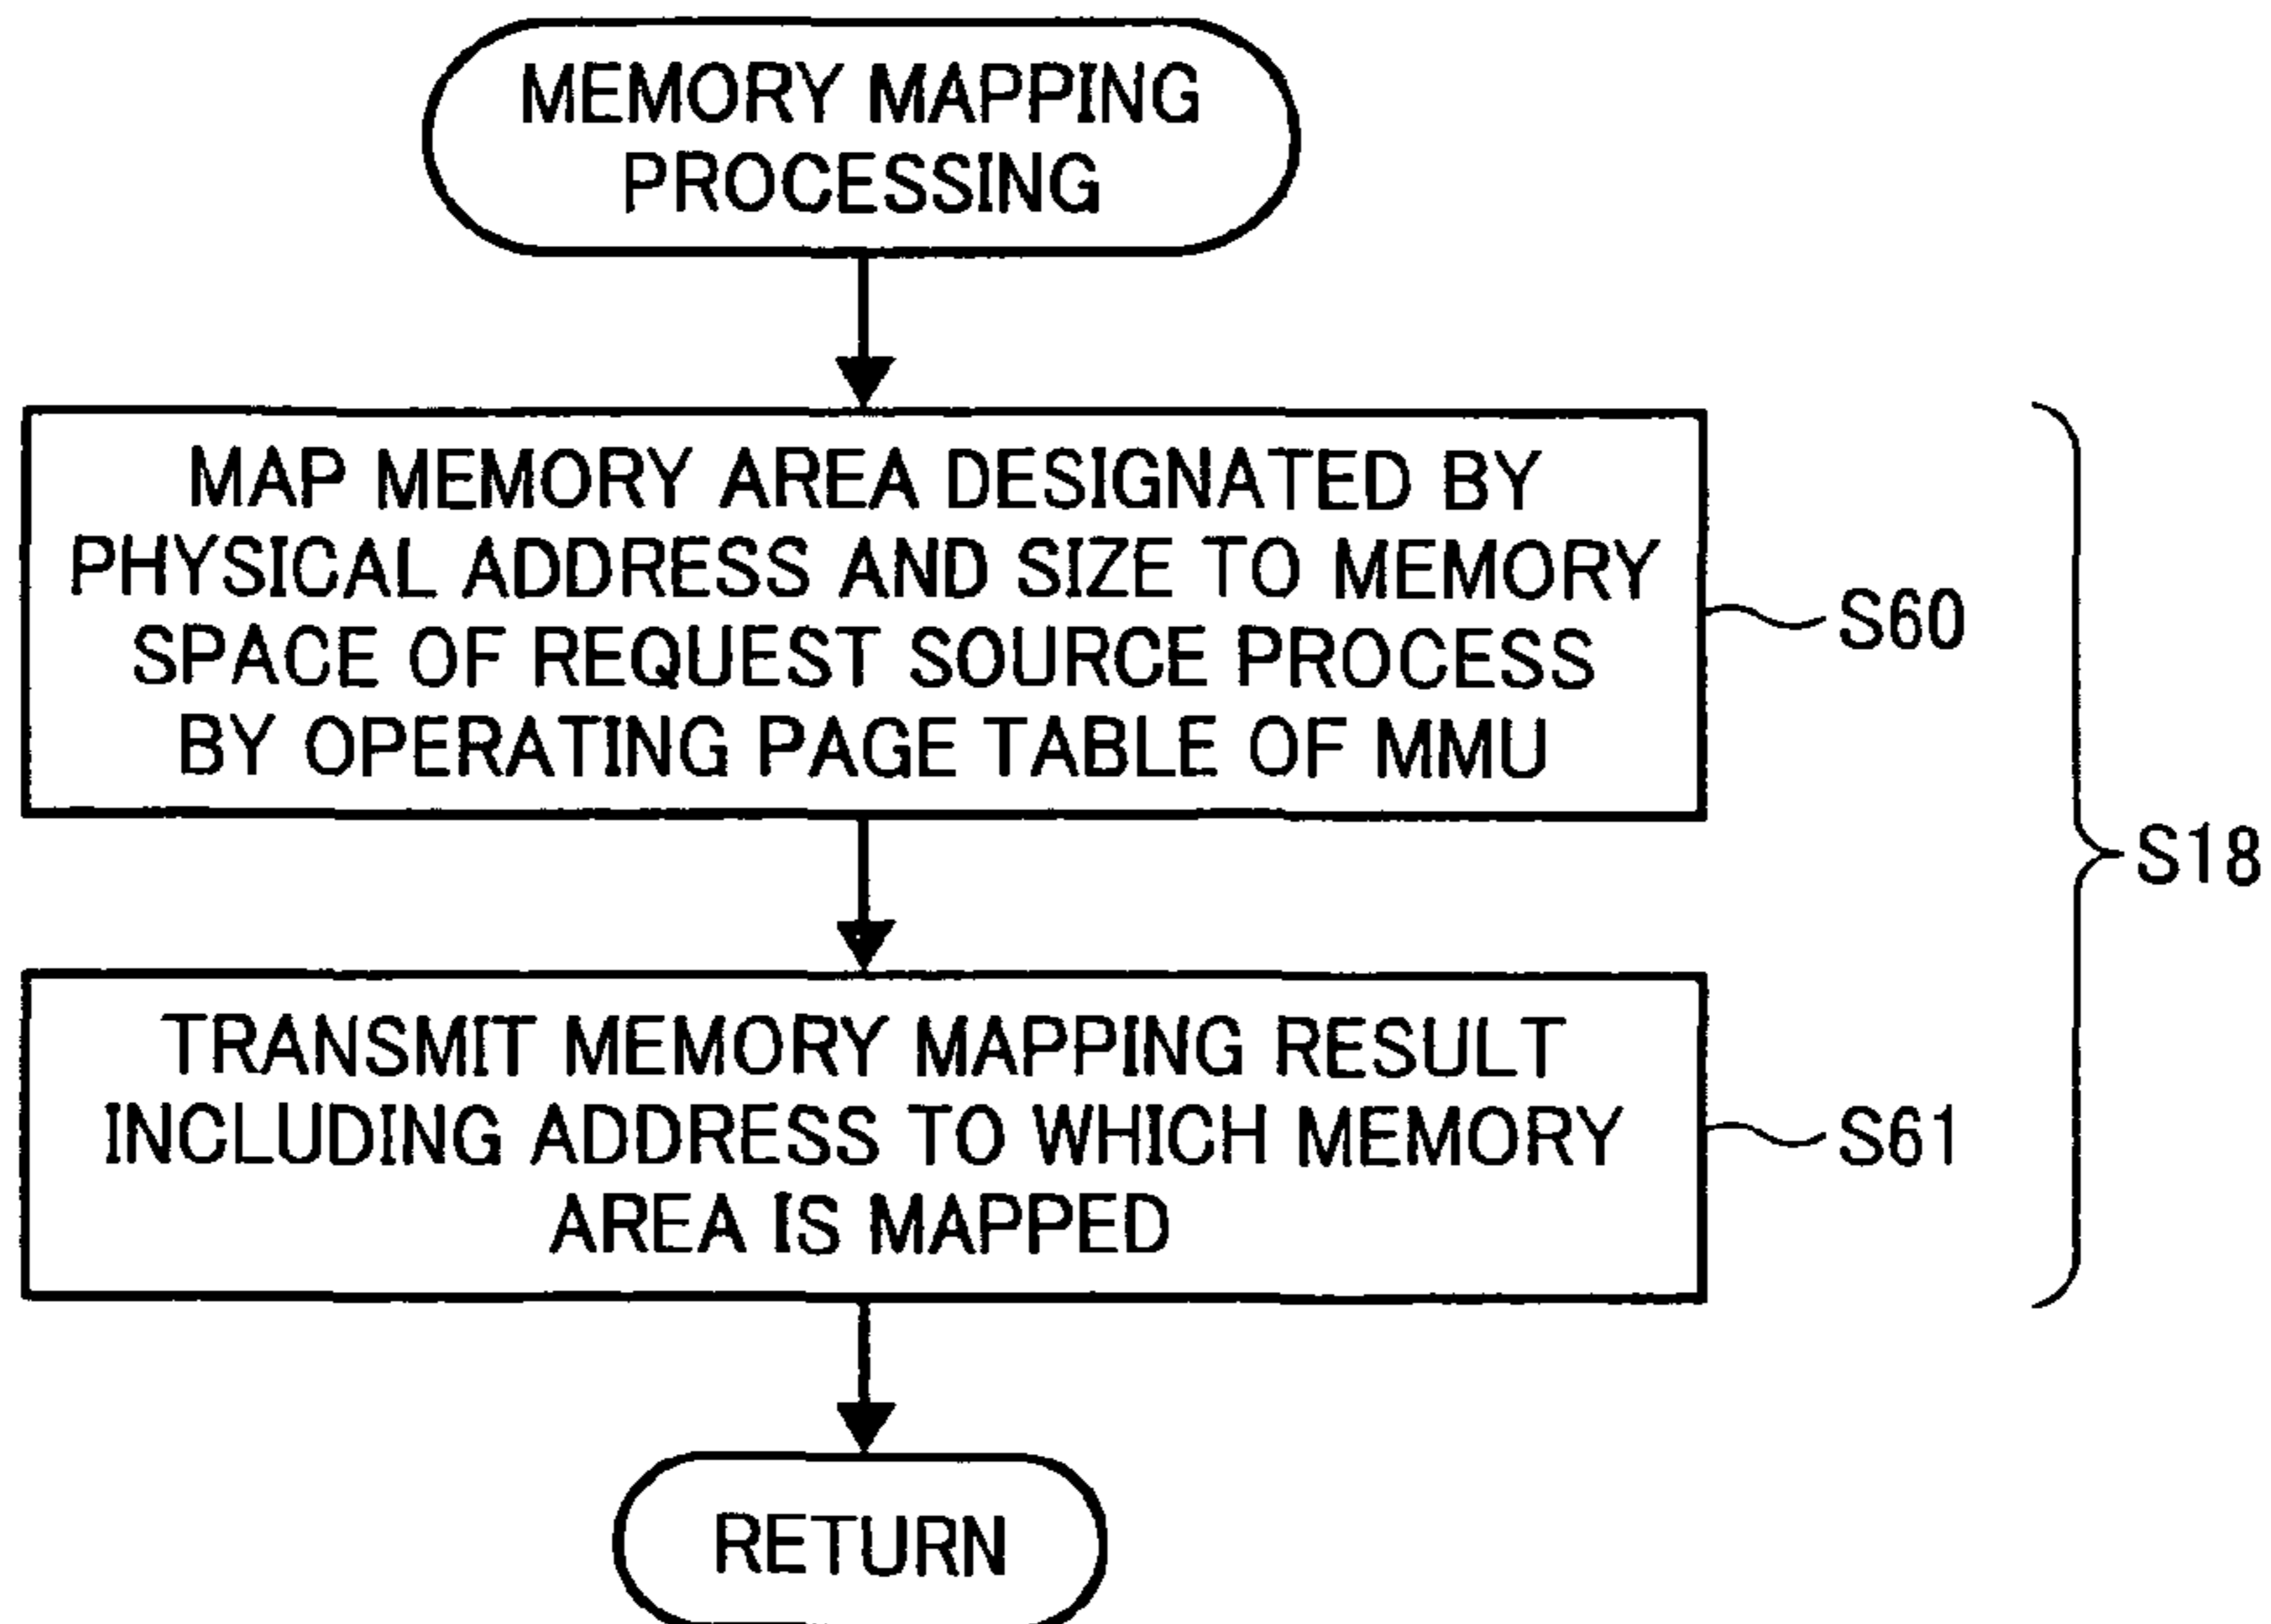 MEMORY MAPPING
PROCESSING
MAP MEMORY AREA DESIGNATED BY
PHYSICAL ADDRESS AND SIZE TO MEMORY
SPACE OF REQUEST SOURCE PROCESS
BY OPERATING PAGE TABLE OF MMU
S60
S18
TRANSMIT MEMORY MAPPING RESULT
INCLUDING ADDRESS TO WHICH MEMORY
AREA IS MAPPED
S61
RETURN